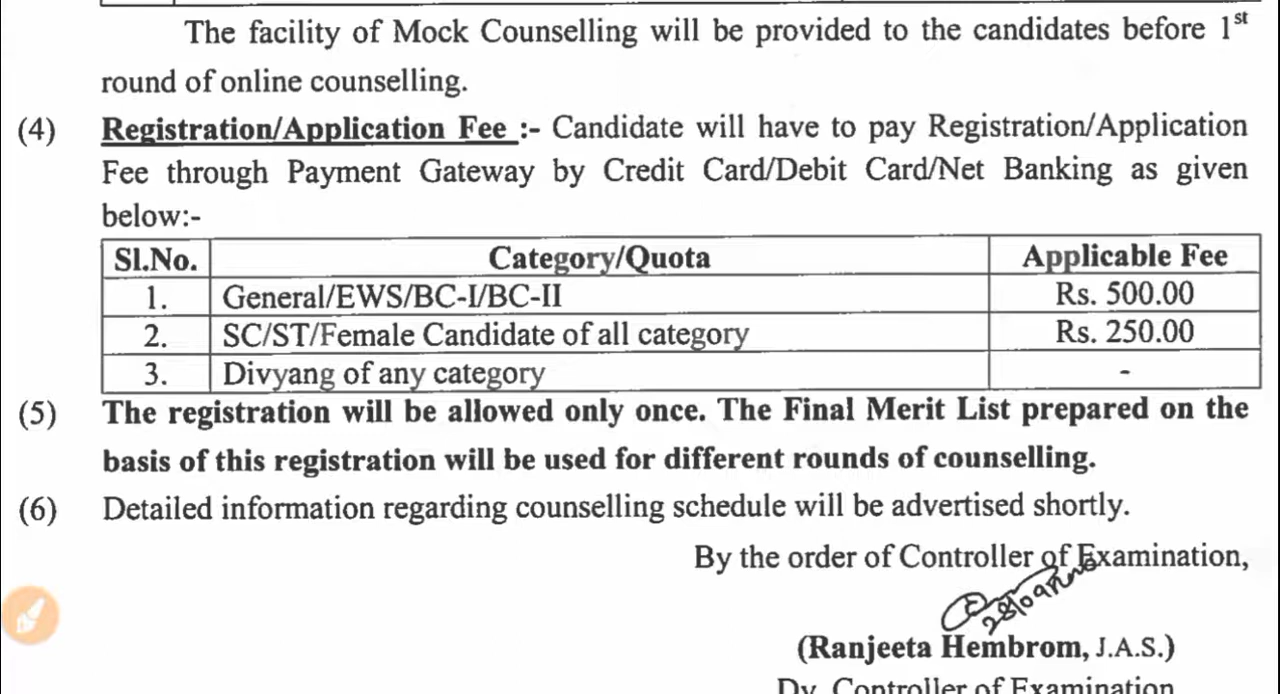 The facility of Mock Counselling will be provided to the candidates before 1st
round of online counselling.
(4) Registration/Application Fee :- Candidate will have to pay Registration/Application
Fee through Payment Gateway by Credit Card/Debit Card/Net Banking as given
below:-
Sl.No. Category/Quota Applicable Fee
1. General/EWS/BC-I/BC-II Rs. 500.00
2. SC/ST/Female Candidate of all category Rs. 250.00
3. Divyang of any category -
(5) The registration will be allowed only once. The Final Merit List prepared on the
basis of this registration will be used for different rounds of counselling.
(6) Detailed information regarding counselling schedule will be advertised shortly.
By the order of Controller of Examination,
(Ranjeeta Hembrom, J.A.S.)
Dy. Controller of Examination